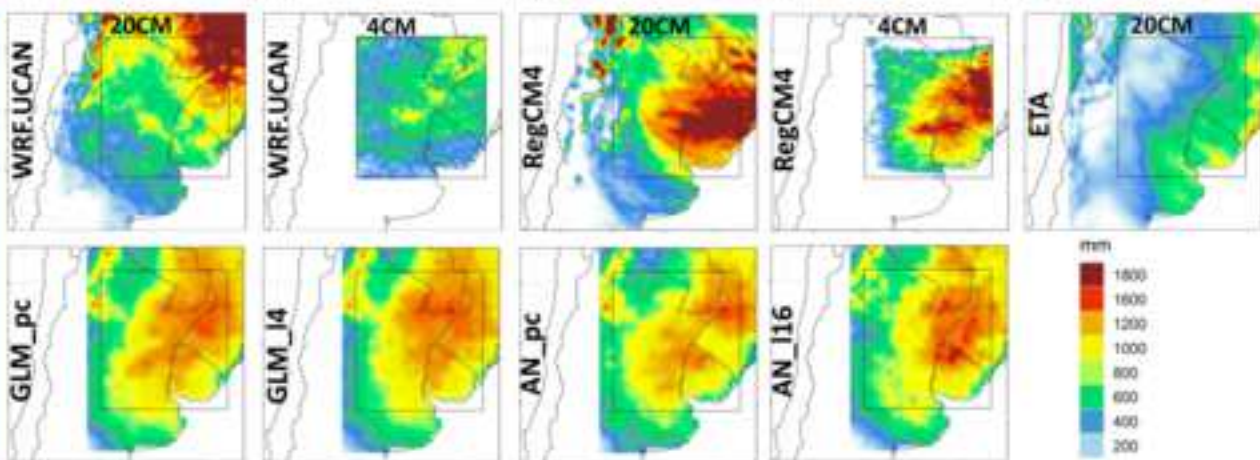 WRF.UCAN
20CM
WRF.UCAN
4CM
RegCM4
20CM
RegCM4
4CM
ETA
20CM
GLM_pc
GLM_l4
AN_pc
AN_l16
mm
1800
1600
1200
1000
800
600
400
200